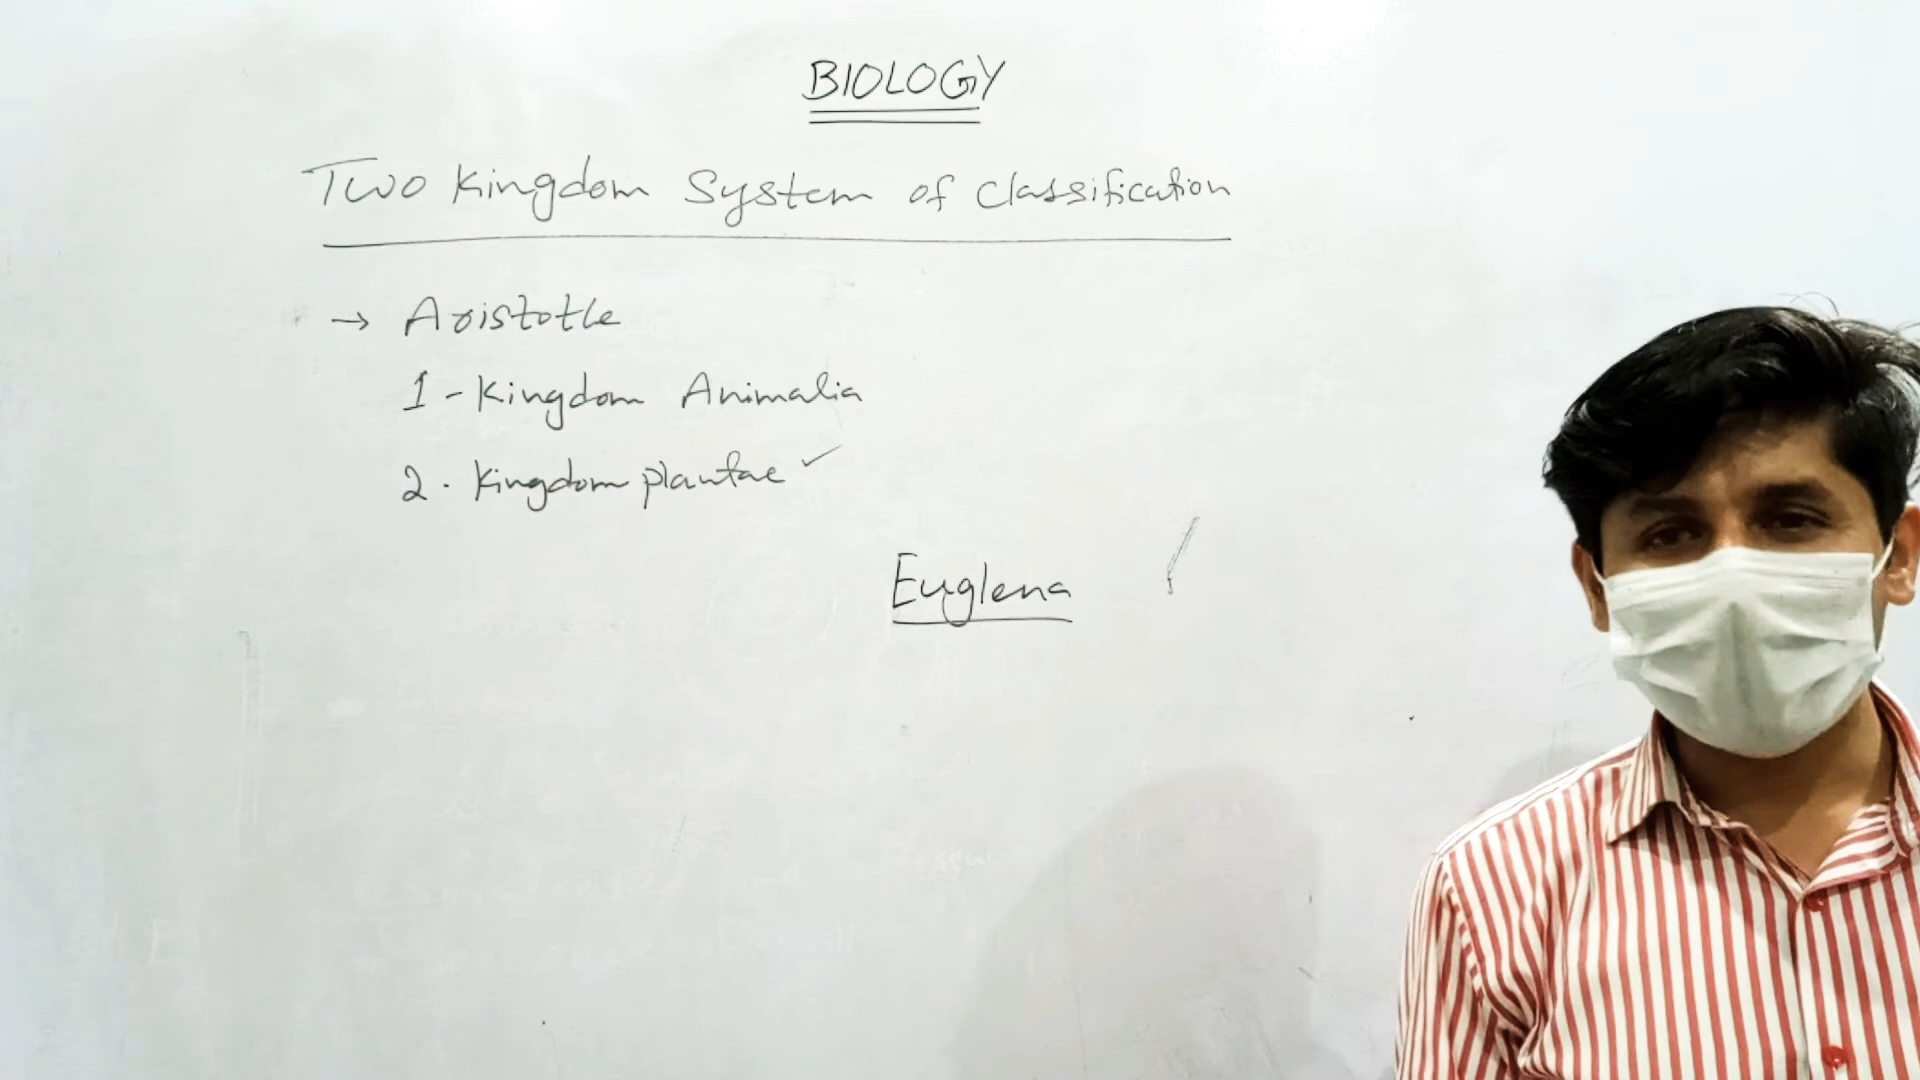 BIOLOGY
Two Kingdom System of Classification
→ Aristotle
1 - Kingdom Animalia
2. Kingdom plantae ✓
Euglena